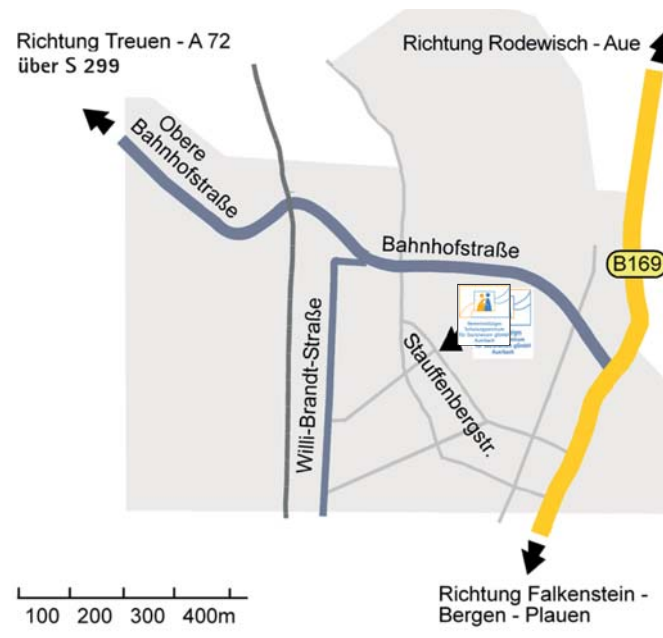 Richtung Treuen - A 72
über S 299
Richtung Rodewisch - Aue
Obere
Bahnhofstraße
Bahnhofstraße
B169
Willi-Brandt-Straße
Stauffenbergstr.
100 200 300 400m
Richtung Falkenstein -
Bergen - Plauen